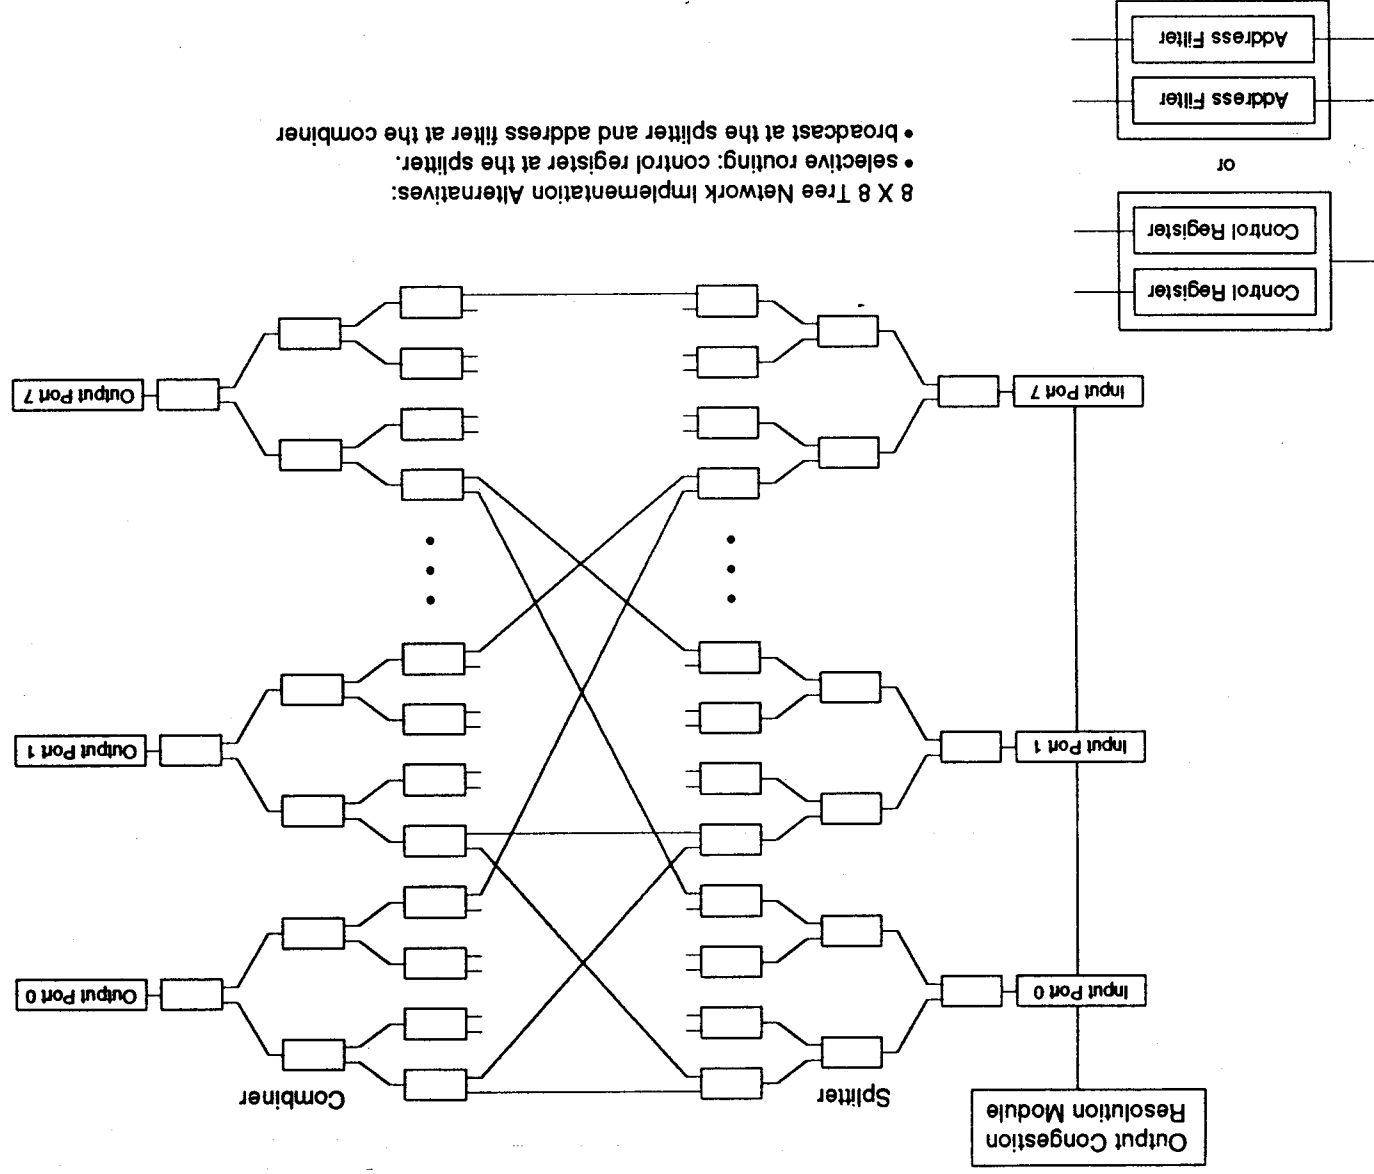 Output Congestion
Resolution Module
Splitter
Combiner
Input Port 0
Output Port 0
Input Port 1
Output Port 1
Input Port 7
Output Port 7
Control Register
Control Register
or
Address Filter
Address Filter
8 X 8 Tree Network Implementation Alternatives:
• selective routing: control register at the splitter.
• broadcast at the splitter and address filter at the combiner